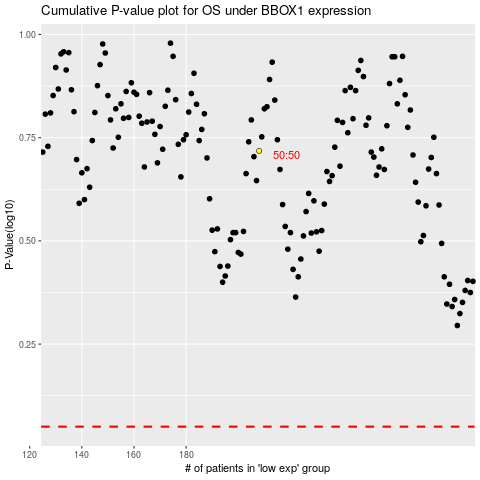 Cumulative P-value plot for OS under BBOX1 expression
1.00
0.75
0.50
0.25
P-Value(log10)
50:50
120 140 160 180
# of patients in 'low exp' group